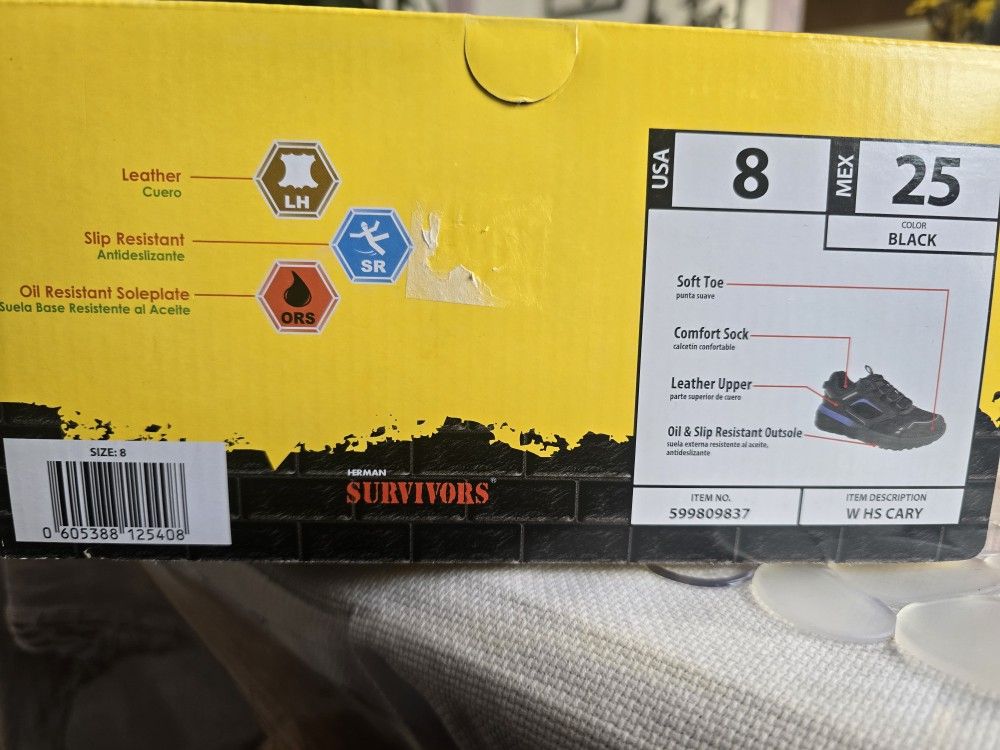 Leather
Cuero
LH
Slip Resistant
Antideslizante
SR
Oil Resistant Soleplate
Suela Base Resistente al Aceite
ORS
USA
8
MEX
25
COLOR
BLACK
Soft Toe
punta suave
Comfort Sock
calcetin confortable
Leather Upper
parte superior de cuero
Oil & Slip Resistant Outsole
suela externa resistente al aceite,
antideslizante
ITEM NO.
599809837
ITEM DESCRIPTION
W HS CARY
SIZE: 8
0 605388 125408
HERMAN
SURVIVORS®